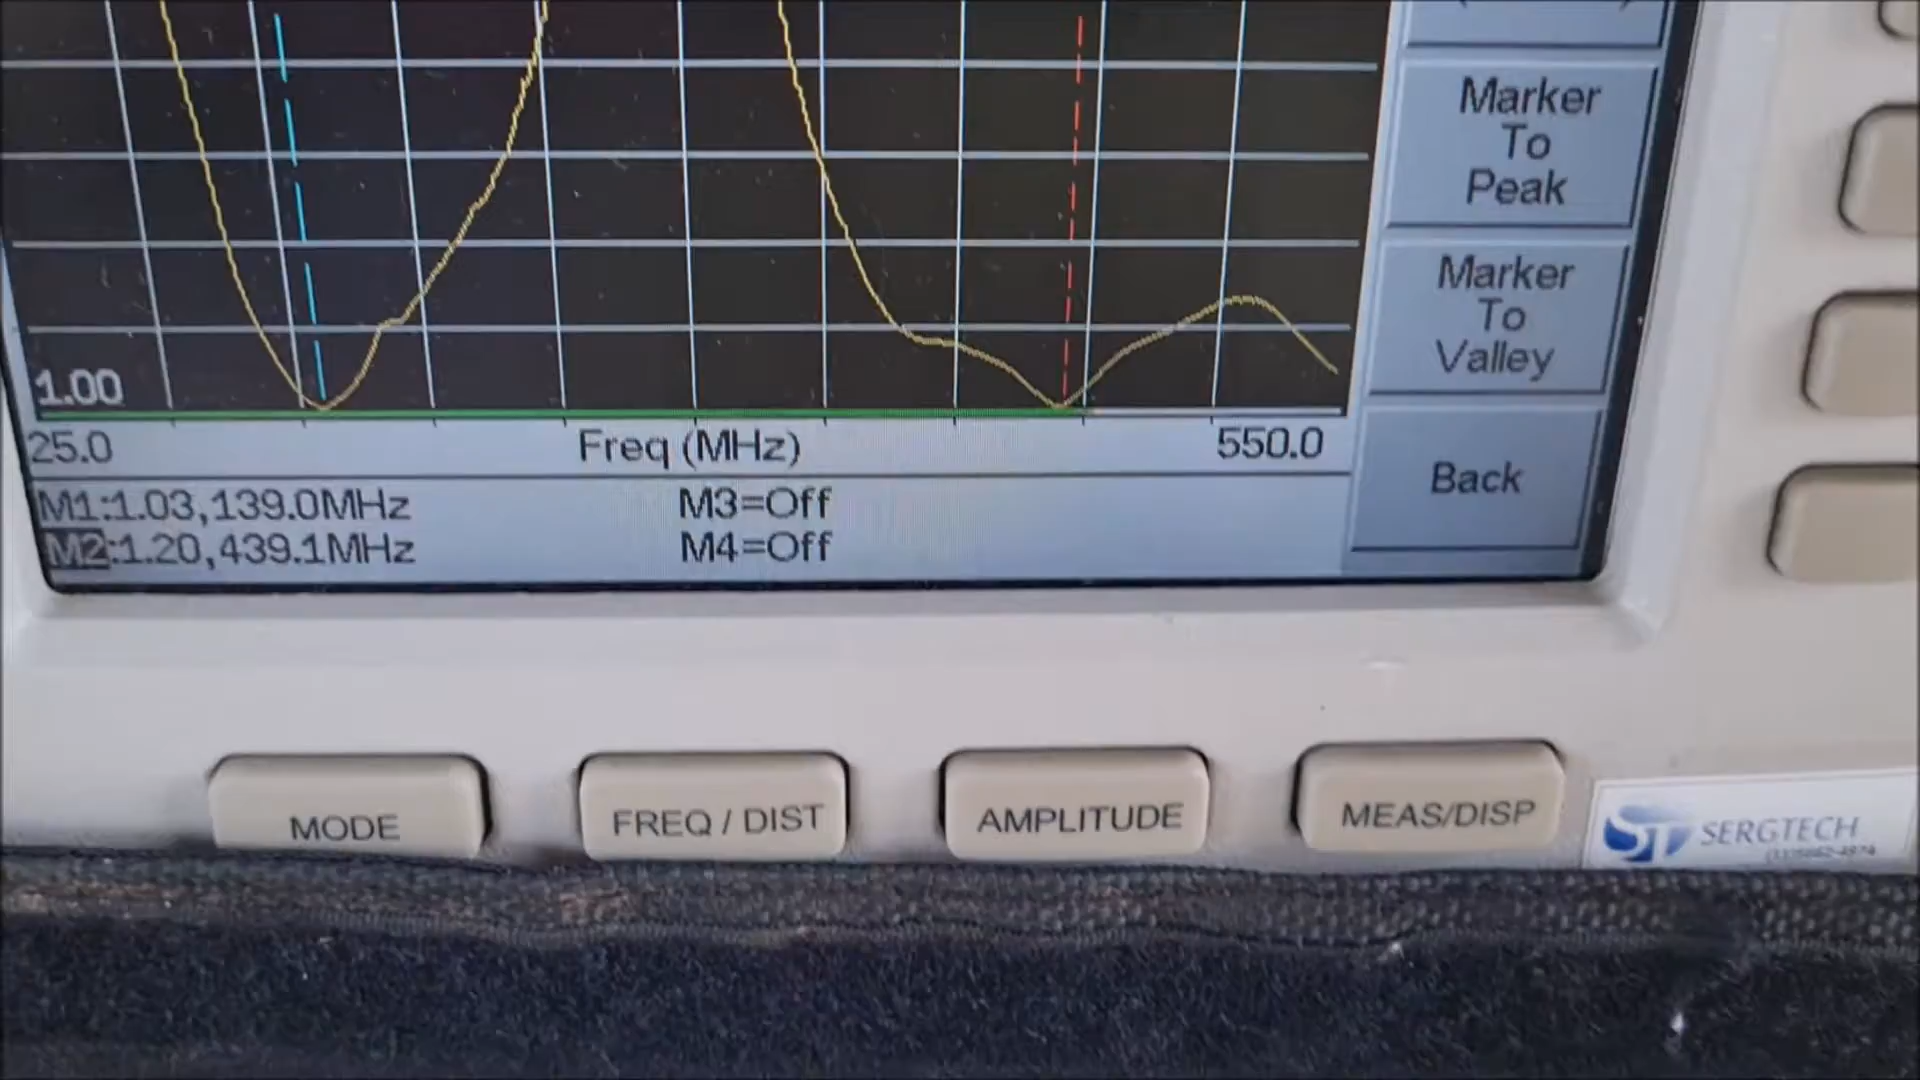 Marker
To
Peak
Marker
To
Valley
Back
1.00
25.0 Freq (MHz) 550.0
M1:1.03,139.0MHz M3=Off
M2:1.20,439.1MHz M4=Off
MODE FREQ / DIST AMPLITUDE MEAS/DISP
ST SERGTECH